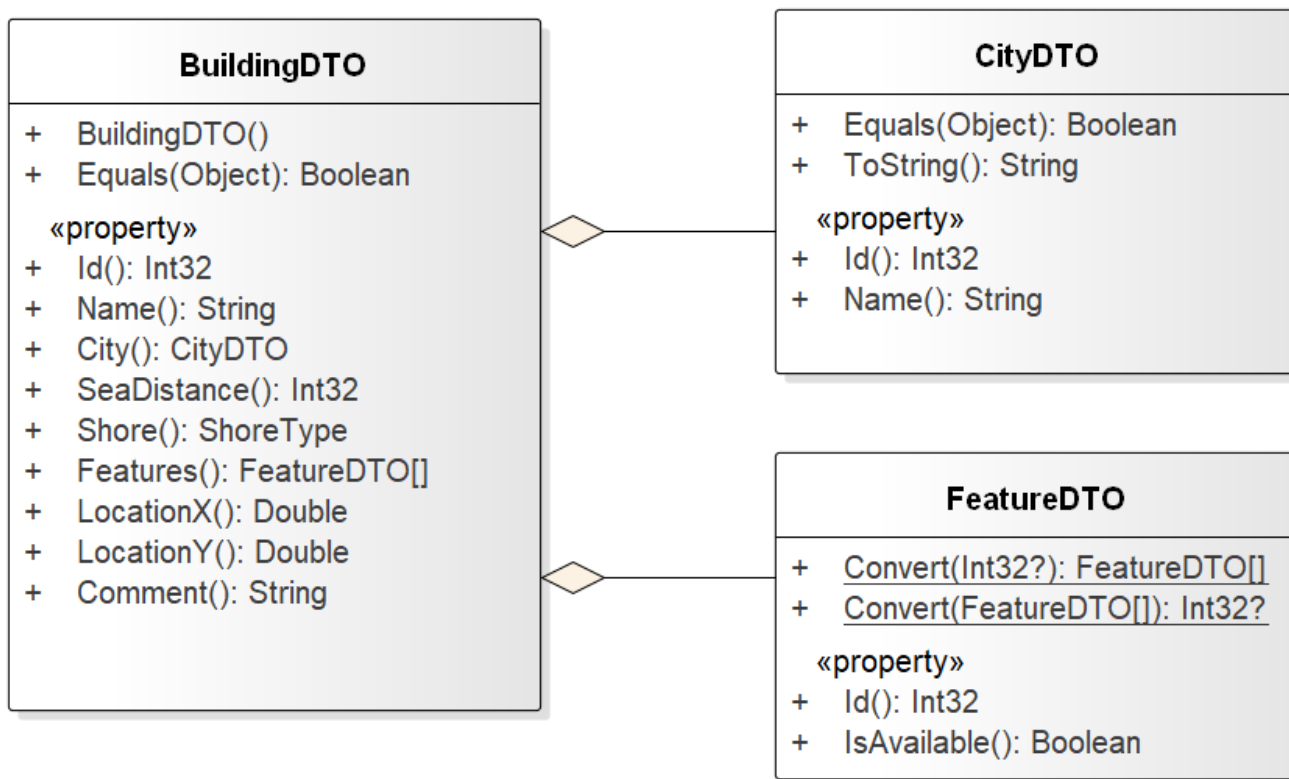 BuildingDTO
+ BuildingDTO()
+ Equals(Object): Boolean
«property»
+ Id(): Int32
+ Name(): String
+ City(): CityDTO
+ SeaDistance(): Int32
+ Shore(): ShoreType
+ Features(): FeatureDTO[]
+ LocationX(): Double
+ LocationY(): Double
+ Comment(): String
CityDTO
+ Equals(Object): Boolean
+ ToString(): String
«property»
+ Id(): Int32
+ Name(): String
FeatureDTO
+ Convert(Int32?): FeatureDTO[]
+ Convert(FeatureDTO[]): Int32?
«property»
+ Id(): Int32
+ IsAvailable(): Boolean